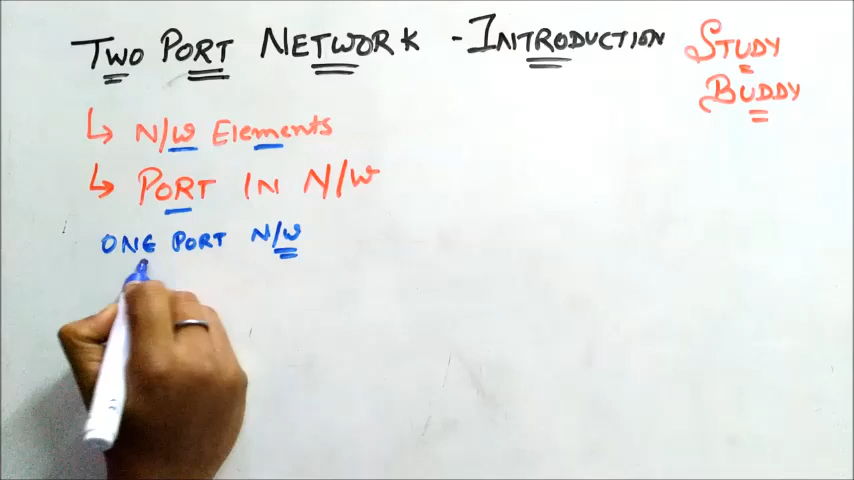 TWO PORT NETWORK - INTRODUCTION
STUDY
BUDDY
↳ N/W Elements
↳ PORT IN N/W
ONE PORT N/W